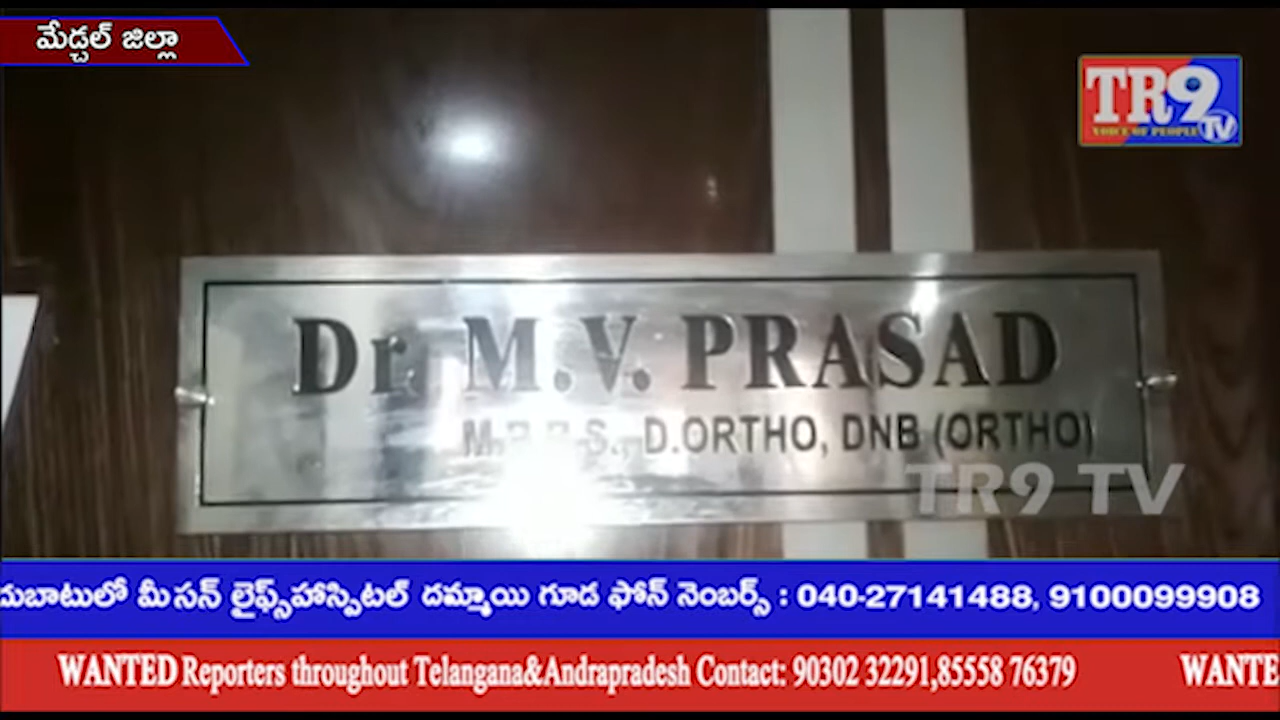 మేడ్చల్ జిల్లా
TR9
VOICE OF PEOPLE TV
Dr. M.V. PRASAD
M.B.B.S., D.ORTHO, DNB (ORTHO)
TR9 TV
దుబాటులో మీసన్ లైఫ్స్‌హాస్పిటల్ దమ్మాయి గూడ ఫోన్ నెంబర్స్ : 040-27141488, 9100099908
WANTED Reporters throughout Telangana&Andrapradesh Contact: 90302 32291,85558 76379 WANTE